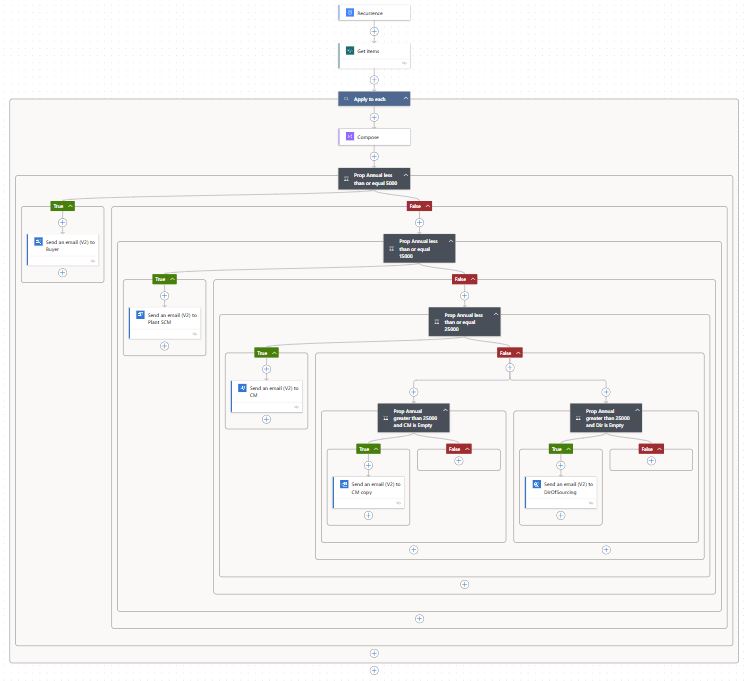 Recurrence
Get items
Apply to each
Compose
Prop Annual less
than or equal 5000
True
False
Send an email (V2) to
Buyer
Prop Annual less
than or equal
15000
True
False
Send an email (V2) to
Plant SCM
Prop Annual less
than or equal
25000
True
False
Send an email (V2) to
CM
Prop Annual
greater than 25000
and CM is Empty
Prop Annual
greater than 25000
and Dir is Empty
True
False
True
False
Send an email (V2) to
CM copy
Send an email (V2) to
DirOfSourcing